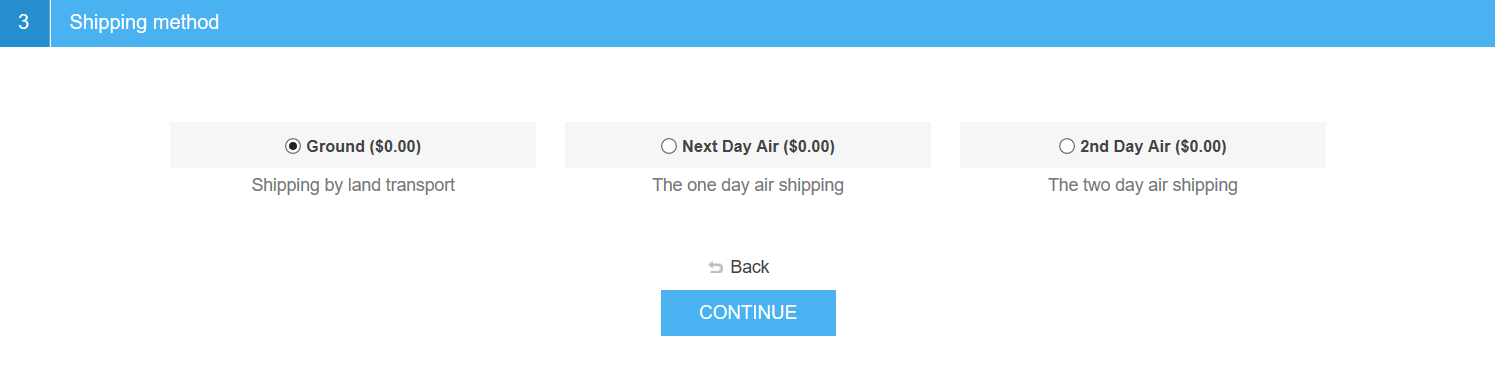 3 Shipping method
Ground ($0.00) Next Day Air ($0.00) 2nd Day Air ($0.00)
Shipping by land transport The one day air shipping The two day air shipping
Back
CONTINUE